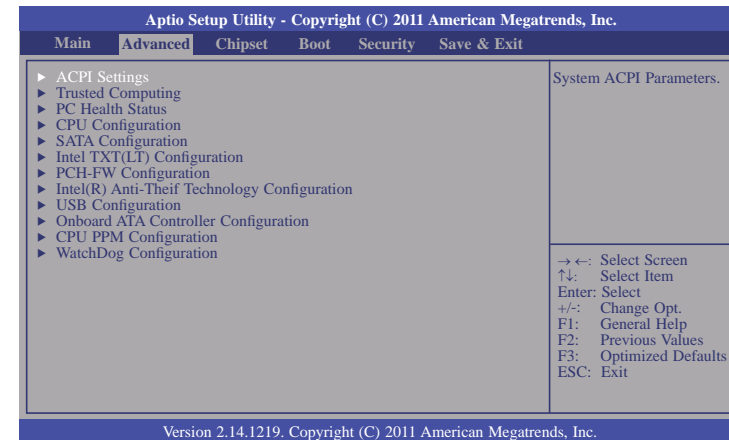 Aptio Setup Utility - Copyright (C) 2011 American Megatrends, Inc.
Main Advanced Chipset Boot Security Save & Exit
► ACPI Settings
► Trusted Computing
► PC Health Status
► CPU Configuration
► SATA Configuration
► Intel TXT(LT) Configuration
► PCH-FW Configuration
► Intel(R) Anti-Theif Technology Configuration
► USB Configuration
► Onboard ATA Controller Configuration
► CPU PPM Configuration
► WatchDog Configuration
System ACPI Parameters.
→←: Select Screen
↑↓: Select Item
Enter: Select
+/-: Change Opt.
F1: General Help
F2: Previous Values
F3: Optimized Defaults
ESC: Exit
Version 2.14.1219. Copyright (C) 2011 American Megatrends, Inc.